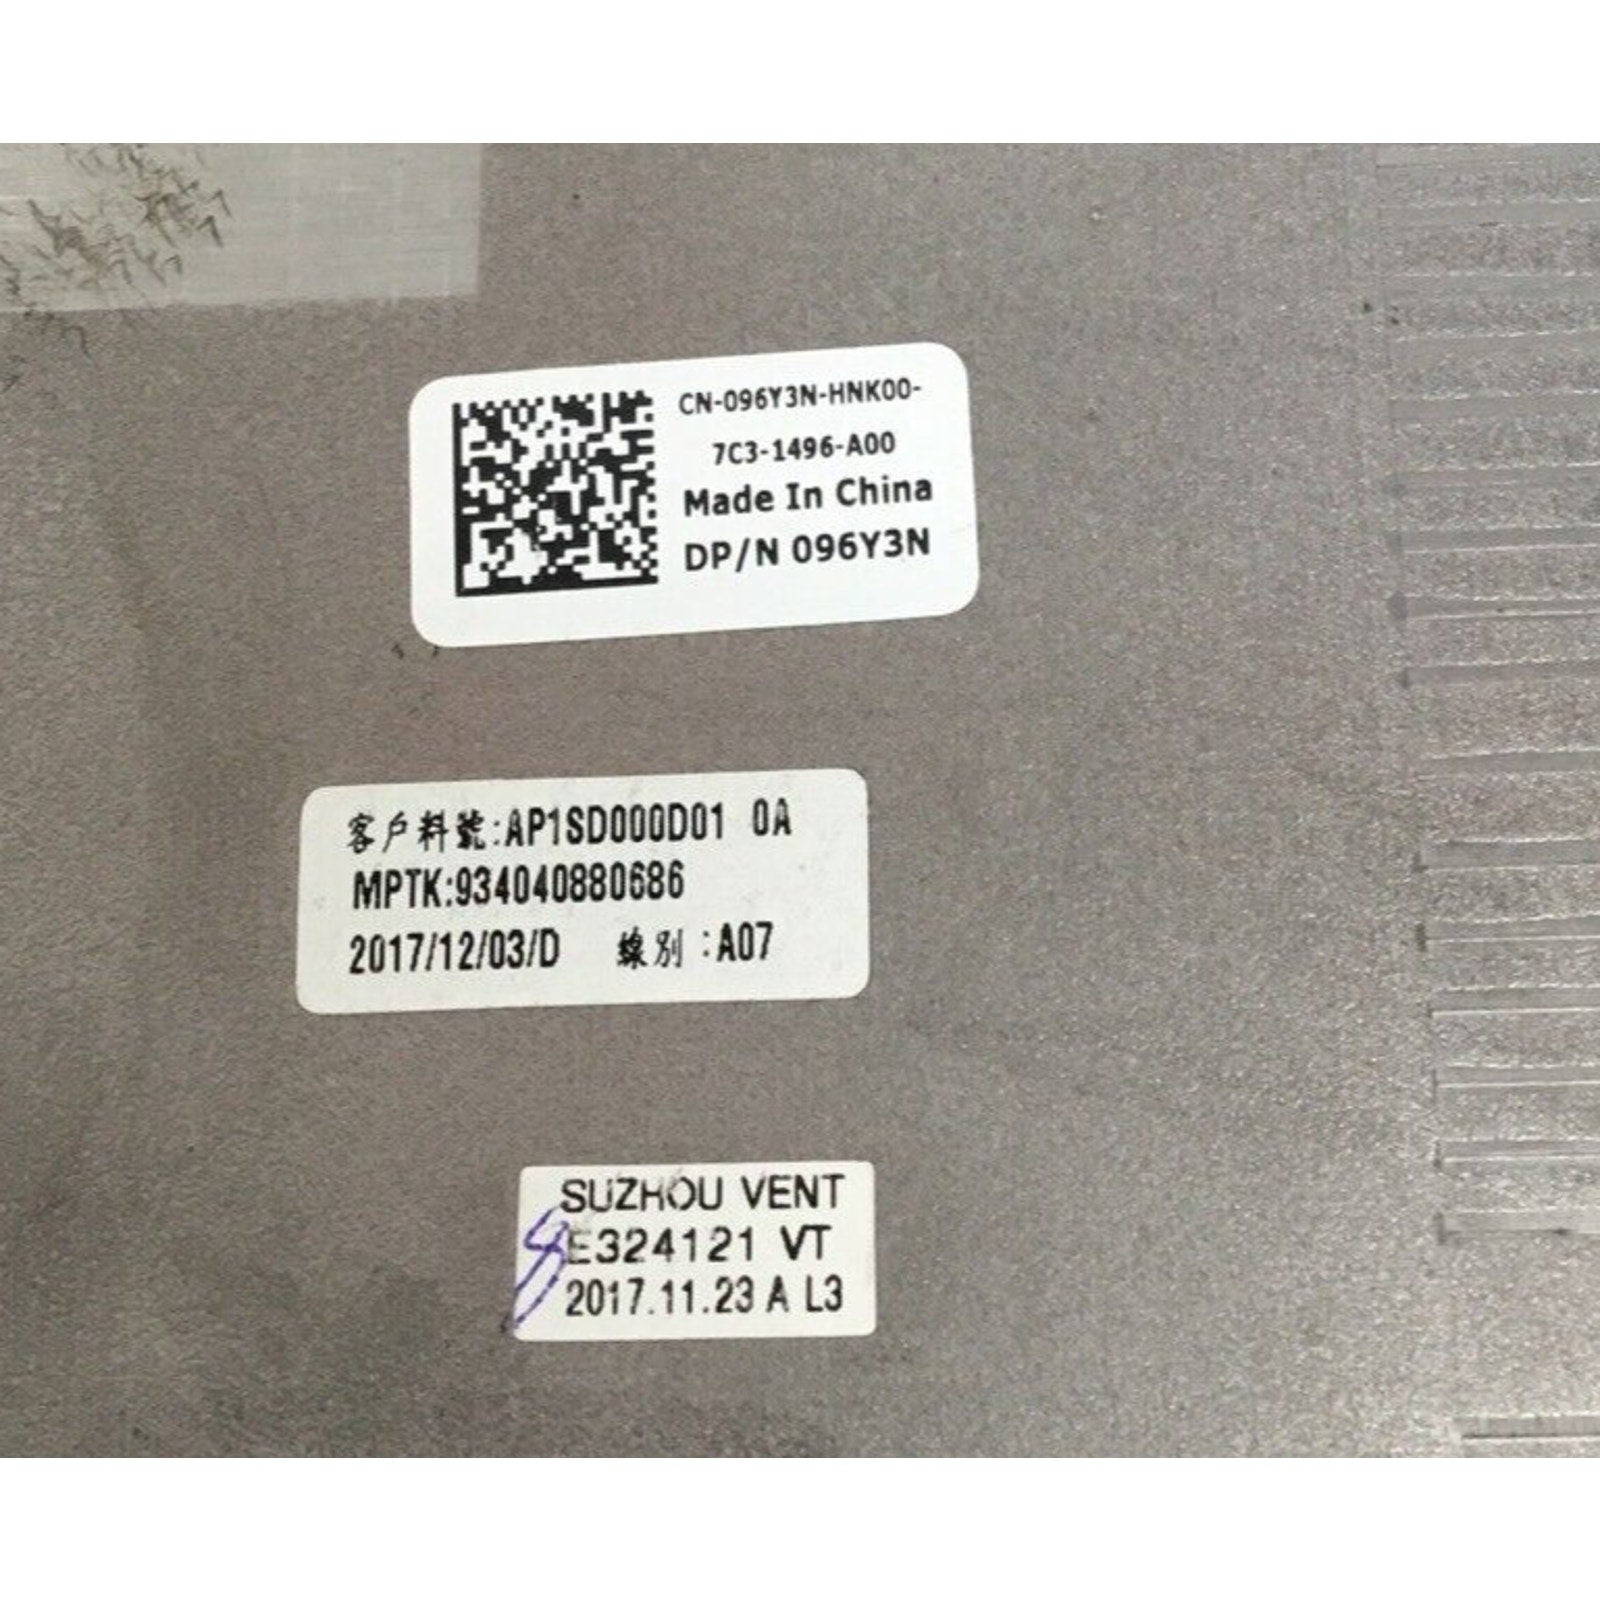 CN-096Y3N-HNK00-
7C3-1496-A00
Made In China
DP/N 096Y3N
客戶料號:AP1SD000D01 0A
MPTK:934040880686
2017/12/03/D 線別:A07
SUZHOU VENT
E324121 VT
2017.11.23 A L3